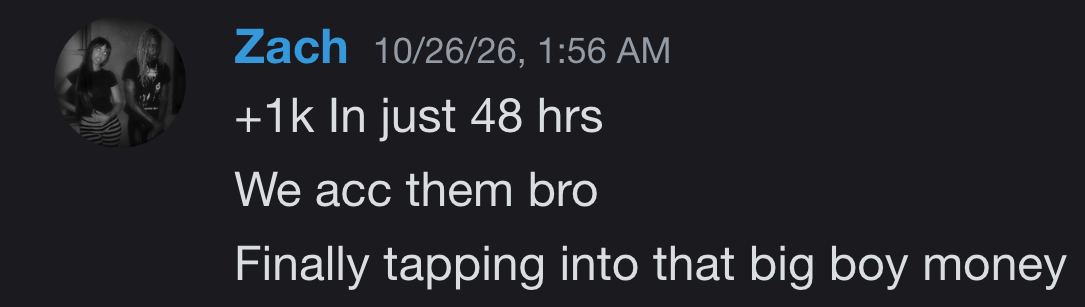 Zach 10/26/26, 1:56 AM
+1k In just 48 hrs
We acc them bro
Finally tapping into that big boy money